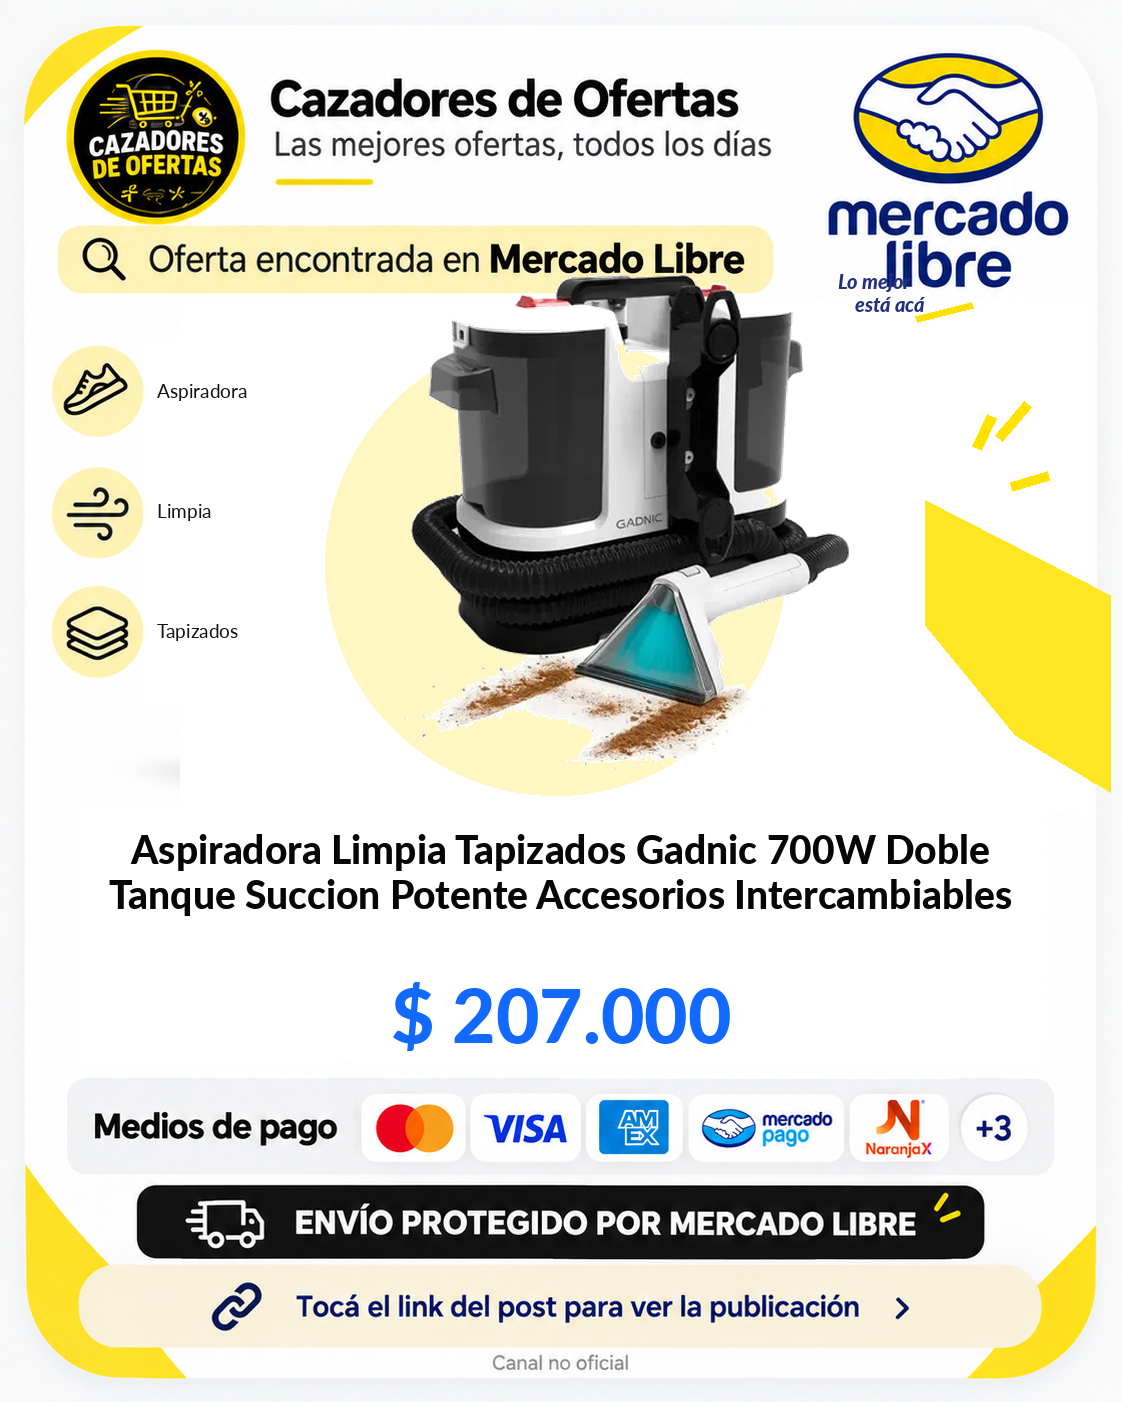 CAZADORES
DE OFERTAS
Cazadores de Ofertas
Las mejores ofertas, todos los días
mercado
libre
Lo mejor
está acá
Oferta encontrada en Mercado Libre
Aspiradora
Limpia
Tapizados
GADNIC
Aspiradora Limpia Tapizados Gadnic 700W Doble
Tanque Succion Potente Accesorios Intercambiables
$ 207.000
Medios de pago
VISA
AM
EX
mercado
pago
NaranjaX
+3
ENVÍO PROTEGIDO POR MERCADO LIBRE
Tocá el link del post para ver la publicación
Canal no oficial